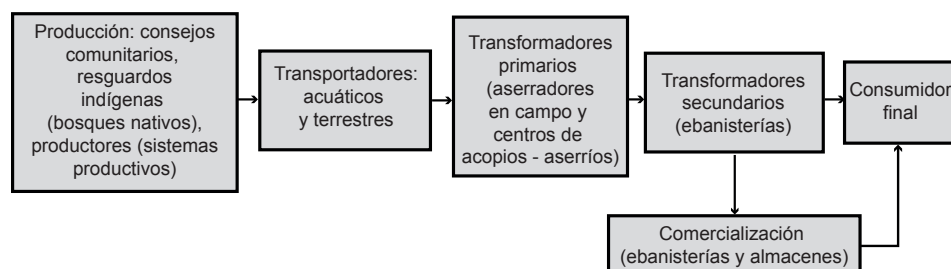 Producción: consejos
comunitarios,
resguardos
indígenas
(bosques nativos),
productores (sistemas
productivos)
Transportadores:
acuáticos
y terrestres
Transformadores
primarios
(aserradores
en campo y
centros de
acopios - aserríos)
Transformadores
secundarios
(ebanisterías)
Consumidor
final
Comercialización
(ebanisterías y almacenes)